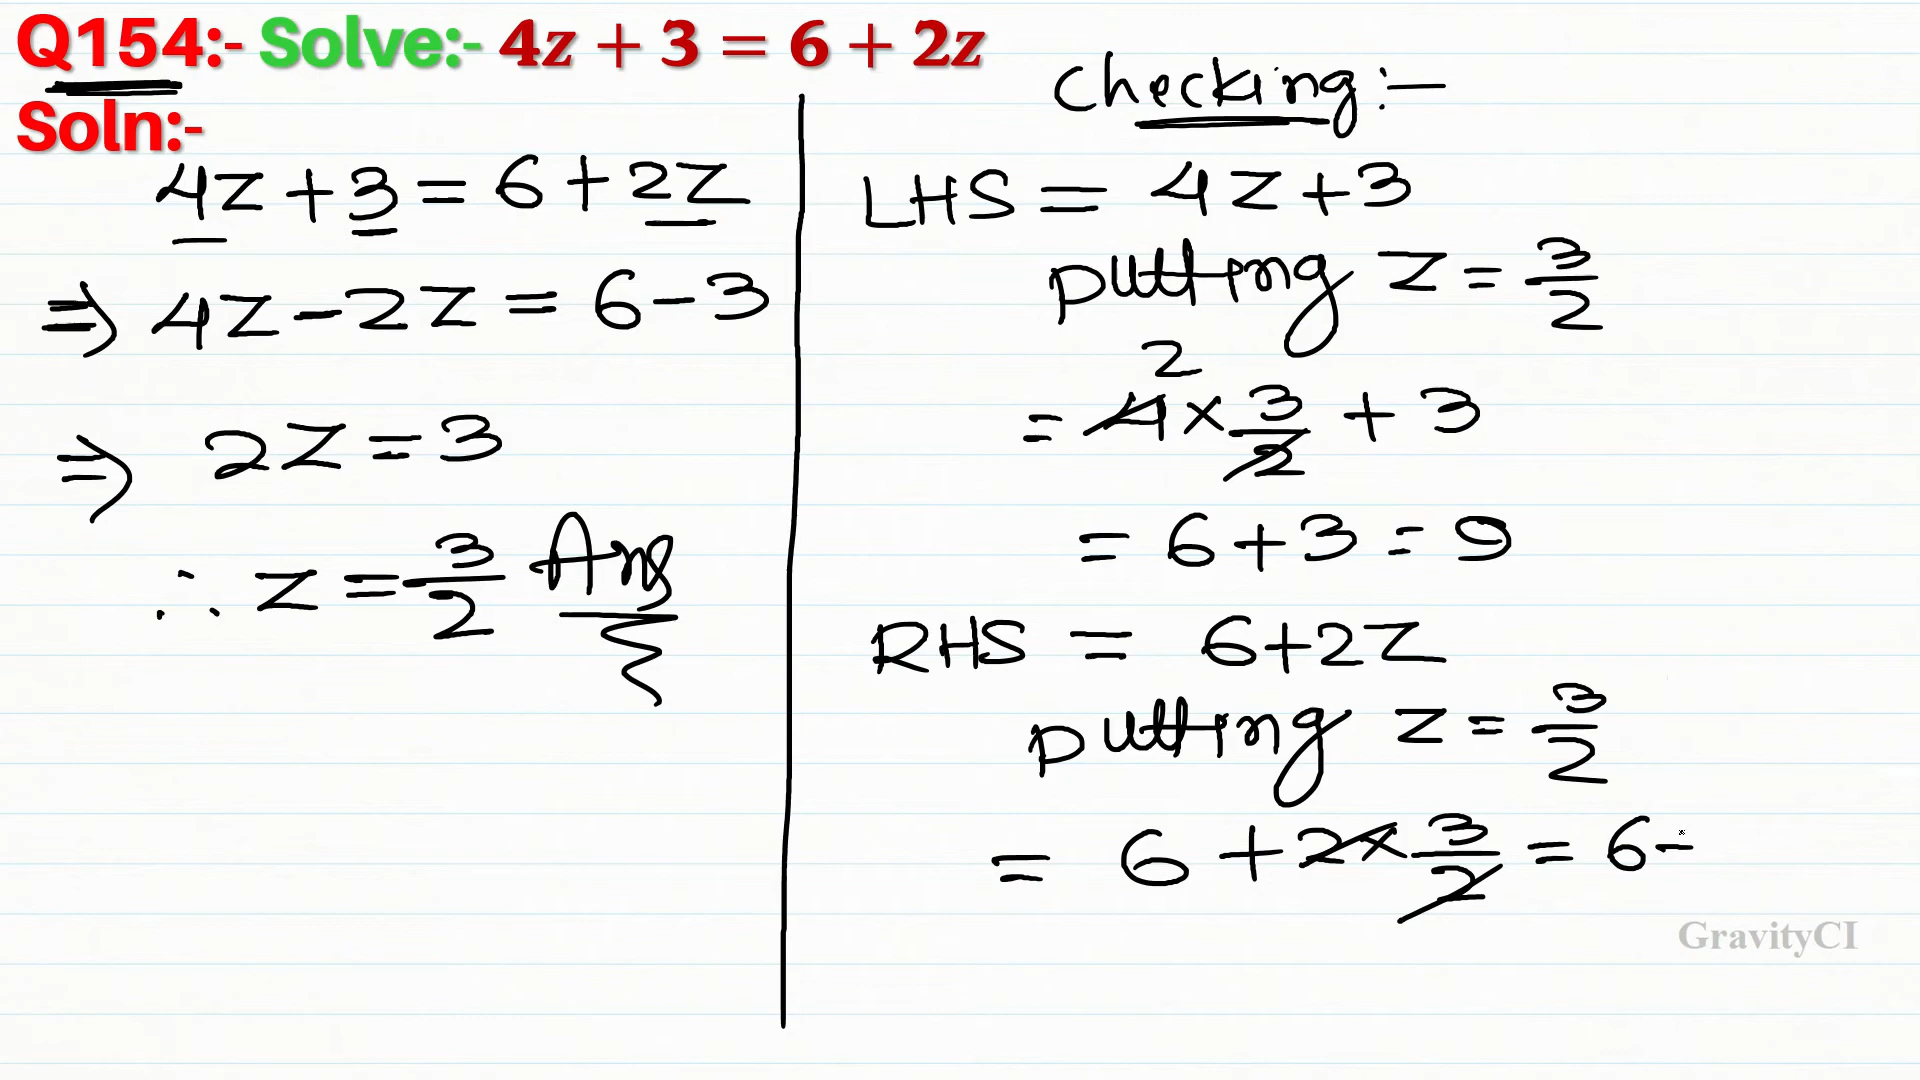 Q154:- Solve:- 4z + 3 = 6 + 2z
Soln:-
4z + 3 = 6 + 2z
⇒ 4z - 2z = 6 - 3
⇒ 2z = 3
∴ z = 3/2 Ans
Checking:-
LHS = 4z + 3
putting z = 3/2
2
= 4 × 3/2 + 3
= 6 + 3 = 9
RHS = 6 + 2z
putting z = 3/2
= 6 + 2 × 3/2 = 6 -
GravityCI